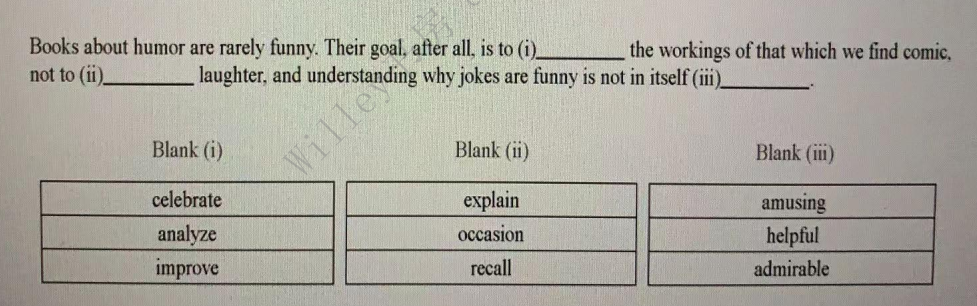 Books about humor are rarely funny. Their goal, after all, is to (i)________ the workings of that which we find comic,
not to (ii)________ laughter, and understanding why jokes are funny is not in itself (iii)________.
Blank (i) Blank (ii) Blank (iii)
celebrate explain amusing
analyze occasion helpful
improve recall admirable